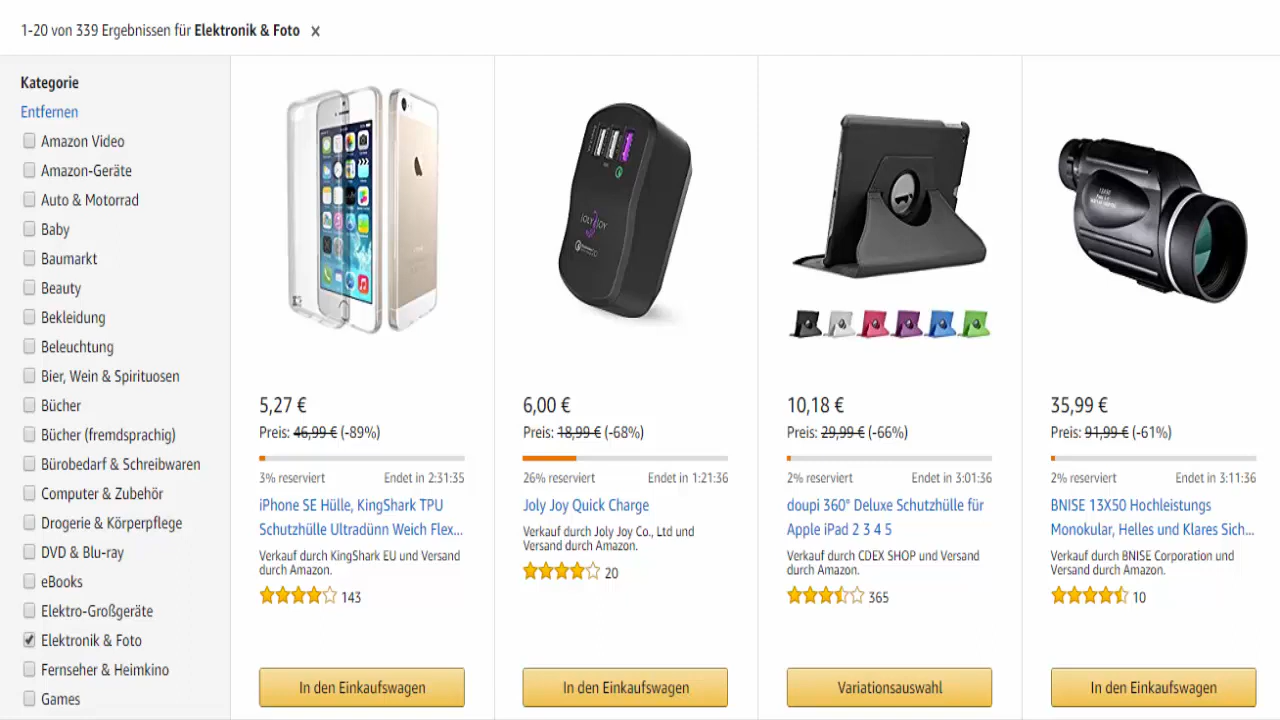 1-20 von 339 Ergebnissen für Elektronik & Foto x
Kategorie
Entfernen
Amazon Video
Amazon-Geräte
Auto & Motorrad
Baby
Baumarkt
Beauty
Bekleidung
Beleuchtung
Bier, Wein & Spirituosen
Bücher
Bücher (fremdsprachig)
Bürobedarf & Schreibwaren
Computer & Zubehör
Drogerie & Körperpflege
DVD & Blu-ray
eBooks
Elektro-Großgeräte
Elektronik & Foto
Fernseher & Heimkino
Games
5,27 €
Preis: 46,99 € (-89%)
3% reserviert Endet in 2:31:35
iPhone SE Hülle, KingShark TPU
Schutzhülle Ultradünn Weich Flex...
Verkauf durch KingShark EU und Versand
durch Amazon.
143
In den Einkaufswagen
JOLY JOY
6,00 €
Preis: 18,99 € (-68%)
26% reserviert Endet in 1:21:36
Joly Joy Quick Charge
Verkauf durch Joly Joy Co., Ltd und
Versand durch Amazon.
20
In den Einkaufswagen
10,18 €
Preis: 29,99 € (-66%)
2% reserviert Endet in 3:01:36
doupi 360° Deluxe Schutzhülle für
Apple iPad 2 3 4 5
Verkauf durch CDEX SHOP und Versand
durch Amazon.
365
Variationsauswahl
35,99 €
Preis: 91,99 € (-61%)
2% reserviert Endet in 3:11:36
BNISE 13X50 Hochleistungs
Monokular, Helles und Klares Sich...
Verkauf durch BNISE Corporation und
Versand durch Amazon.
10
In den Einkaufswagen